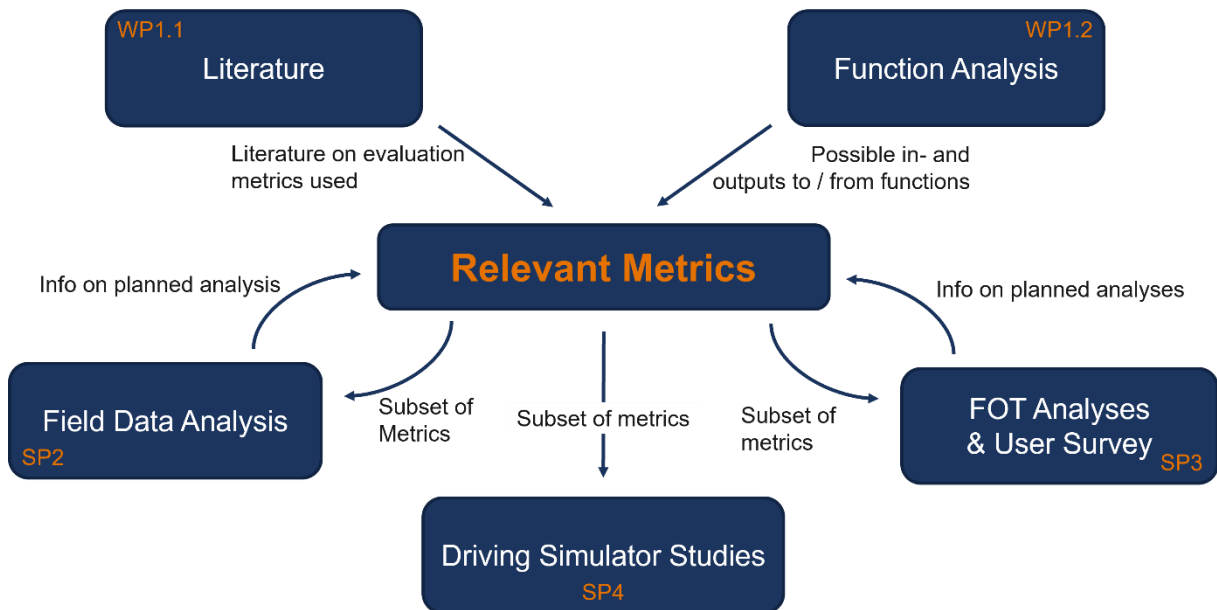 WP1.1
Literature
WP1.2
Function Analysis
Literature on evaluation
metrics used
Possible in- and
outputs to / from functions
Relevant Metrics
Info on planned analysis
Info on planned analyses
Field Data Analysis
SP2
Subset of
Metrics
Subset of metrics
Subset of
metrics
FOT Analyses
& User Survey
SP3
Driving Simulator Studies
SP4